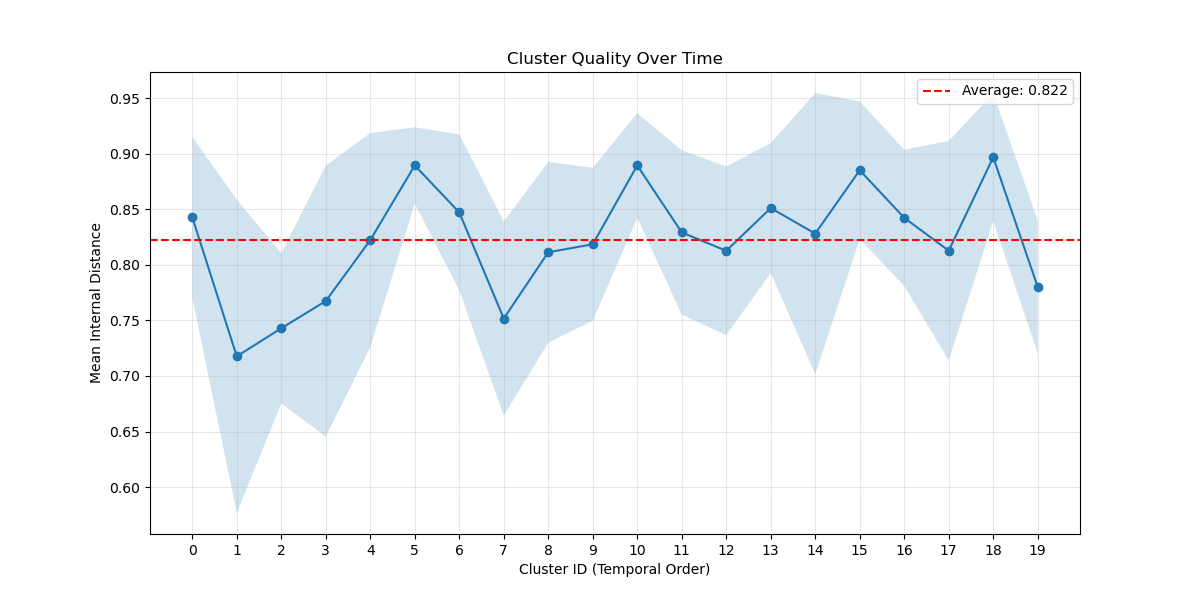 Cluster Quality Over Time
Average: 0.822
Mean Internal Distance
0.95
0.90
0.85
0.80
0.75
0.70
0.65
0.60
0 1 2 3 4 5 6 7 8 9 10 11 12 13 14 15 16 17 18 19
Cluster ID (Temporal Order)